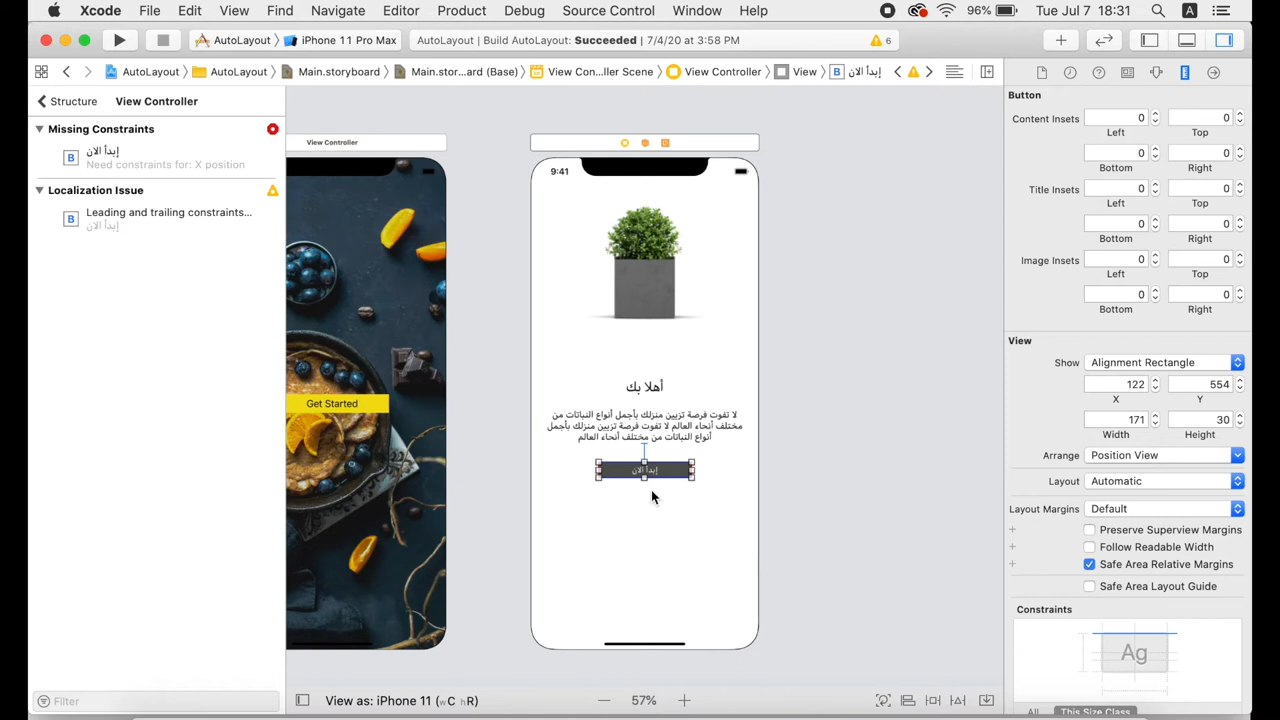 Xcode File Edit View Find Navigate Editor Product Debug Source Control Window Help 96% Tue Jul 7 18:31 A
AutoLayout | iPhone 11 Pro Max AutoLayout | Build AutoLayout: Succeeded | 7/4/20 at 3:58 PM 6
AutoLayout AutoLayout Main.storyboard Main.stor...ard (Base) View Con...ller Scene View Controller View B إبدأ الان
Structure View Controller
Missing Constraints
B إبدأ الان
Need constraints for: X position
Localization Issue
B Leading and trailing constraints...
إبدأ الان
View Controller
Get Started
9:41
أهلا بك
لا تفوت فرصة تزيين منزلك بأجمل أنواع النباتات من
مختلف أنحاء العالم لا تفوت فرصة تزيين منزلك بأجمل
أنواع النباتات من مختلف أنحاء العالم
إبدأ الان
Button
Content Insets 0 0
Left Top
0 0
Bottom Right
Title Insets 0 0
Left Top
0 0
Bottom Right
Image Insets 0 0
Left Top
0 0
Bottom Right
View
Show Alignment Rectangle
122 554
X Y
171 30
Width Height
Arrange Position View
Layout Automatic
Layout Margins Default
Preserve Superview Margins
Follow Readable Width
Safe Area Relative Margins
Safe Area Layout Guide
Constraints
Ag
All This Size Class
Filter
View as: iPhone 11 (wC hR) 57%